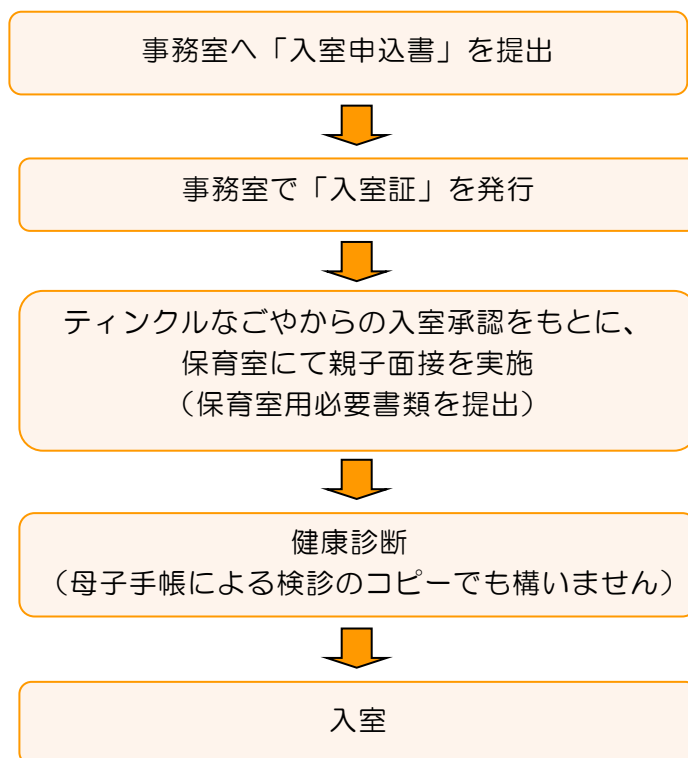 事務室へ「入室申込書」を提出
事務室で「入室証」を発行
ティンクルなごやからの入室承認をもとに、
保育室にて親子面接を実施
（保育室用必要書類を提出）
健康診断
（母子手帳による検診のコピーでも構いません）
入室